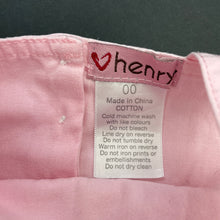 henry
00
Made in China
COTTON
Cold machine wash
with like colours
Do not bleach
Line dry on reverse
Do not tumble dry
Warm iron on reverse
Do not iron prints or
embellishments
Do not dry clean